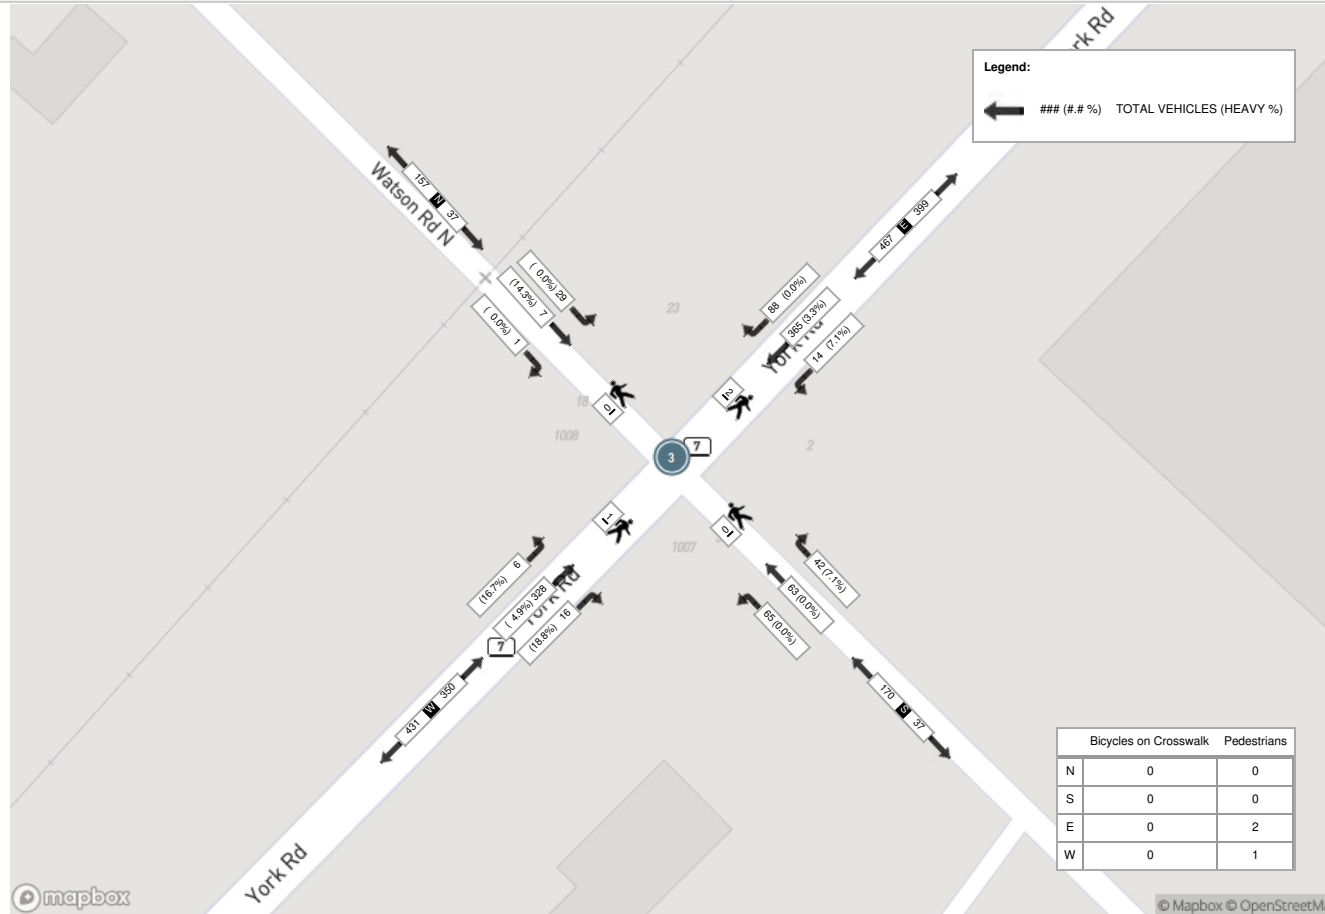 York Rd
Legend:
### (#.# %) TOTAL VEHICLES (HEAVY %)
157 N 37
Watson Rd N
399 E 467
( 0.0%) 29
(14.3%) 7
( 0.0%) 1
88 (0.0%)
365 (3.3%)
14 (7.1%)
York Rd
23
2
0
18
1008
7
3
2
1
0
1007
(16.7%) 6
( 4.9%) 328
(18.8%) 16
York Rd
42 (7.1%)
63 (0.0%)
65 (0.0%)
7
431 W 350
170 S 37
Bicycles on Crosswalk Pedestrians
N 0 0
S 0 0
E 0 2
W 0 1
York Rd
mapbox
© Mapbox © OpenStreetM